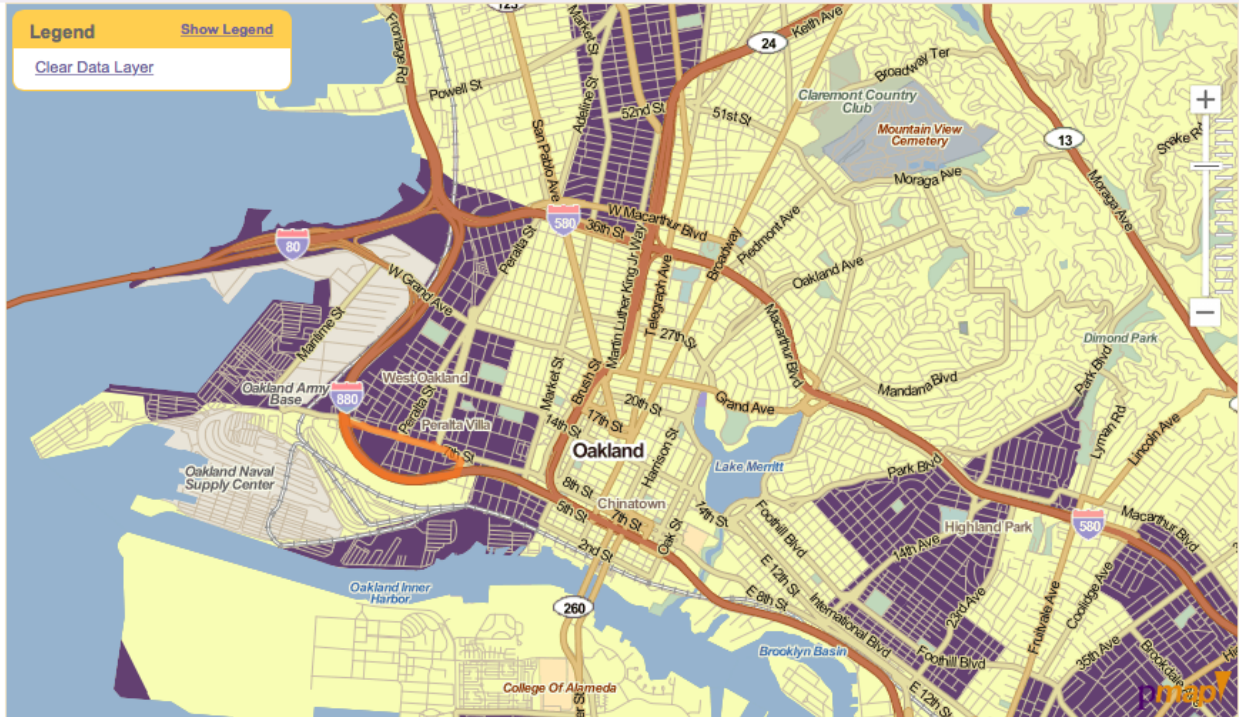 Legend
Show Legend
Clear Data Layer
123
Frontage Rd
Market St
Powell St
Adeline St
San Pablo Ave
52nd St
51st St
24
Keith Ave
Broadway Ter
Claremont Country
Club
Mountain View
Cemetery
13
Snake Rd
Moraga Ave
Moraga Ave
80
580
W Macarthur Blvd
36th St
Peralta St
W Grand Ave
Maritime St
Martin Luther King Jr Way
Telegraph Ave
Broadway
Piedmont Ave
Oakland Ave
27th St
Macarthur Blvd
Dimond Park
Park Blvd
Mandana Blvd
Oakland Army
Base
880
West Oakland
Peralta St
Peralta Villa
Market St
Brush St
20th St
Grand Ave
17th St
14th St
7th St
Oakland
Harrison St
Lake Merritt
Lyman Rd
Lincoln Ave
Park Blvd
Oakland Naval
Supply Center
8th St
Chinatown
5th St
7th St
14th St
Oak St
2nd St
Foothill Blvd
Highland Park
580
Macarthur Blvd
14th Ave
E 12th St
E 8th St
International Blvd
23rd Ave
Fruitvale Ave
Coolidge Ave
Oakland Inner
Harbor
260
Brooklyn Basin
Foothill Blvd
35th Ave
E 12th St
College Of Alameda
pmap